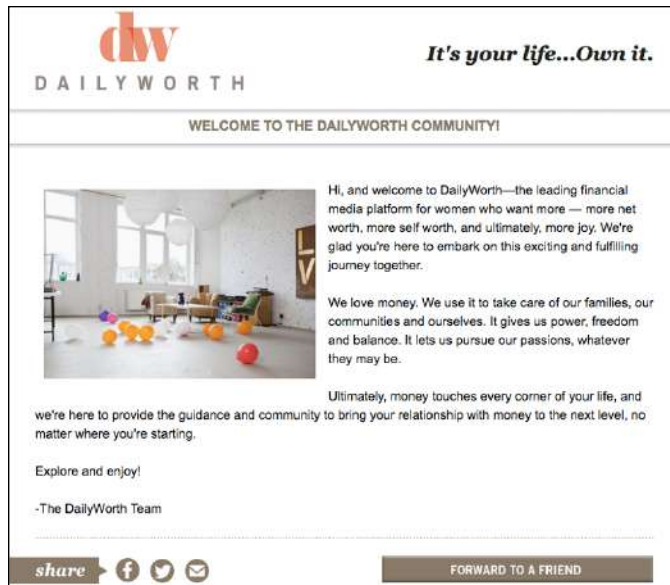 dw
DAILYWORTH
It's your life...Own it.
WELCOME TO THE DAILYWORTH COMMUNITY!
Hi, and welcome to DailyWorth—the leading financial
media platform for women who want more — more net
worth, more self worth, and ultimately, more joy. We're
glad you're here to embark on this exciting and fulfilling
journey together.
We love money. We use it to take care of our families, our
communities and ourselves. It gives us power, freedom
and balance. It lets us pursue our passions, whatever
they may be.
Ultimately, money touches every corner of your life, and
we're here to provide the guidance and community to bring your relationship with money to the next level, no
matter where you're starting.
Explore and enjoy!
-The DailyWorth Team
share
FORWARD TO A FRIEND